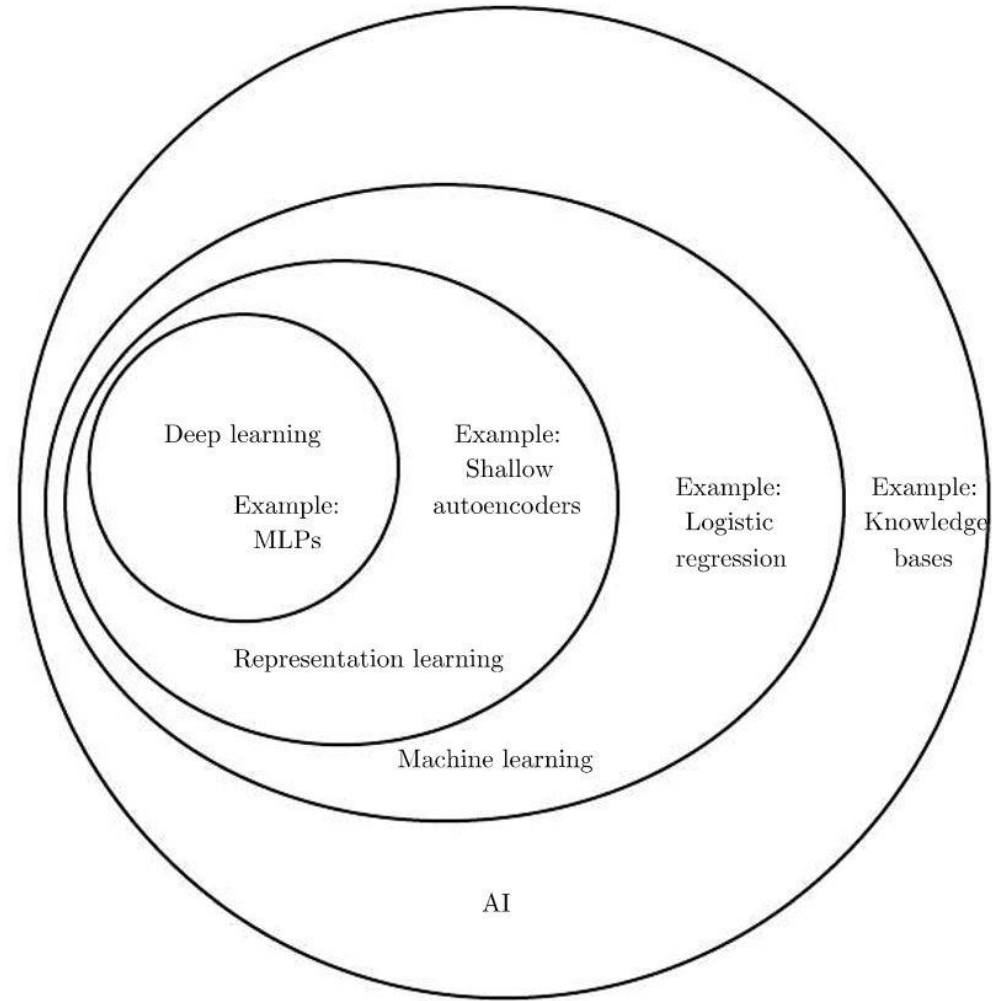 Deep learning
Example:
MLPs
Example:
Shallow
autoencoders
Example:
Logistic
regression
Example:
Knowledge
bases
Representation learning
Machine learning
AI